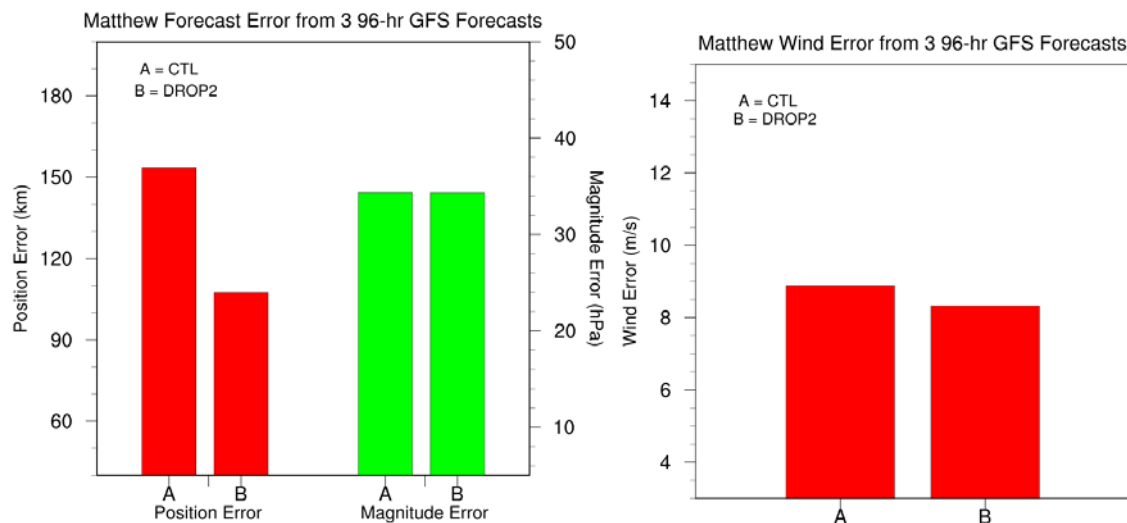 Matthew Forecast Error from 3 96-hr GFS Forecasts
A = CTL
B = DROP2
Position Error (km)
180
150
120
90
60
50
40
30
20
10
Magnitude Error (hPa)
A B A B
Position Error Magnitude Error
Matthew Wind Error from 3 96-hr GFS Forecasts
A = CTL
B = DROP2
Wind Error (m/s)
14
12
10
8
6
4
A B